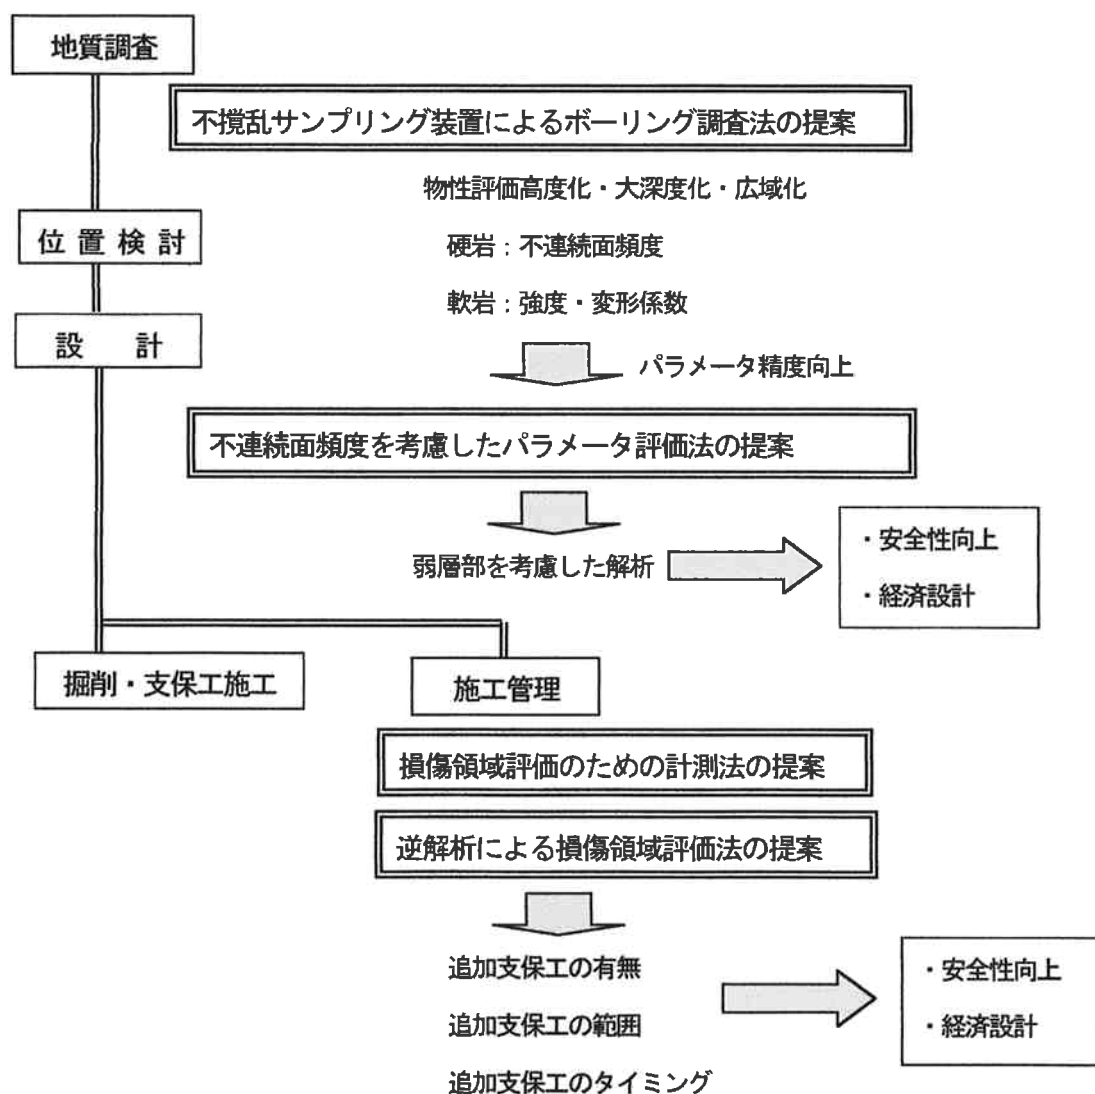 地質調査
不撹乱サンプリング装置によるボーリング調査法の提案
物性評価高度化・大深度化・広域化
位置検討
硬岩：不連続面頻度
軟岩：強度・変形係数
設　計
パラメータ精度向上
不連続面頻度を考慮したパラメータ評価法の提案
弱層部を考慮した解析
・安全性向上
・経済設計
掘削・支保工施工
施工管理
損傷領域評価のための計測法の提案
逆解析による損傷領域評価法の提案
追加支保工の有無
追加支保工の範囲
追加支保工のタイミング
・安全性向上
・経済設計